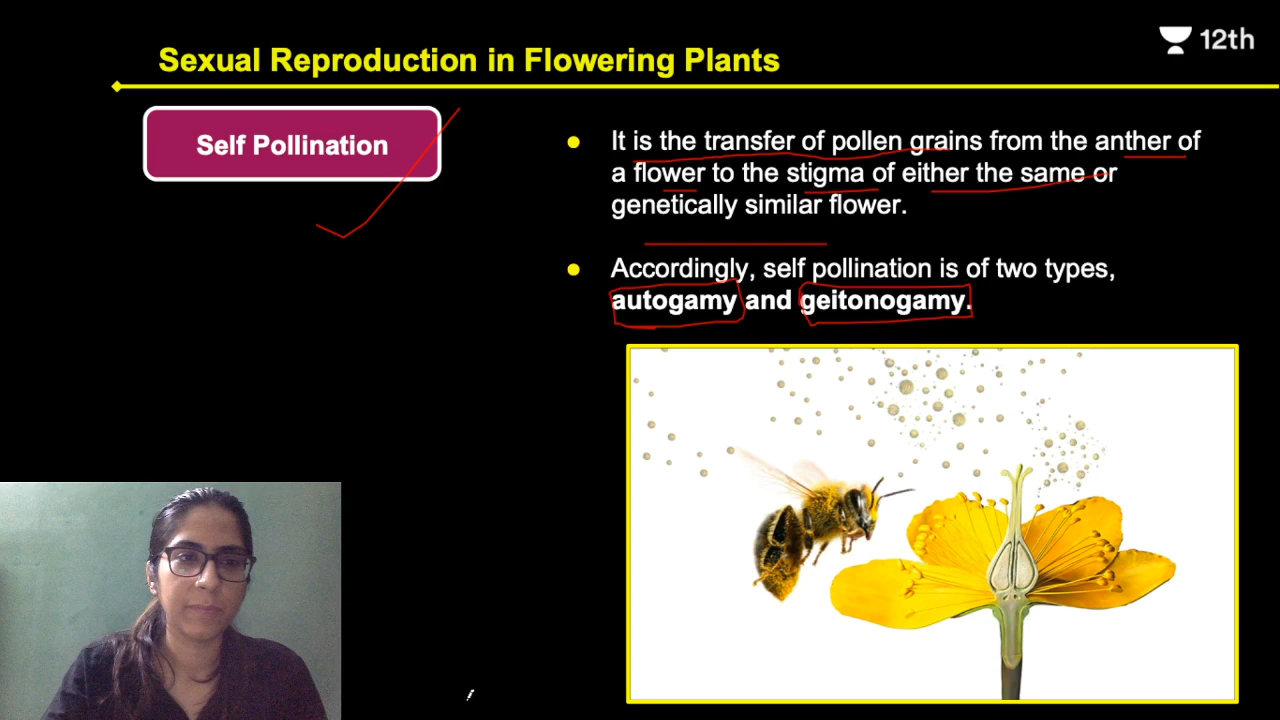 Sexual Reproduction in Flowering Plants
12th
Self Pollination
● It is the transfer of pollen grains from the anther of
a flower to the stigma of either the same or
genetically similar flower.
● Accordingly, self pollination is of two types,
autogamy and geitonogamy.